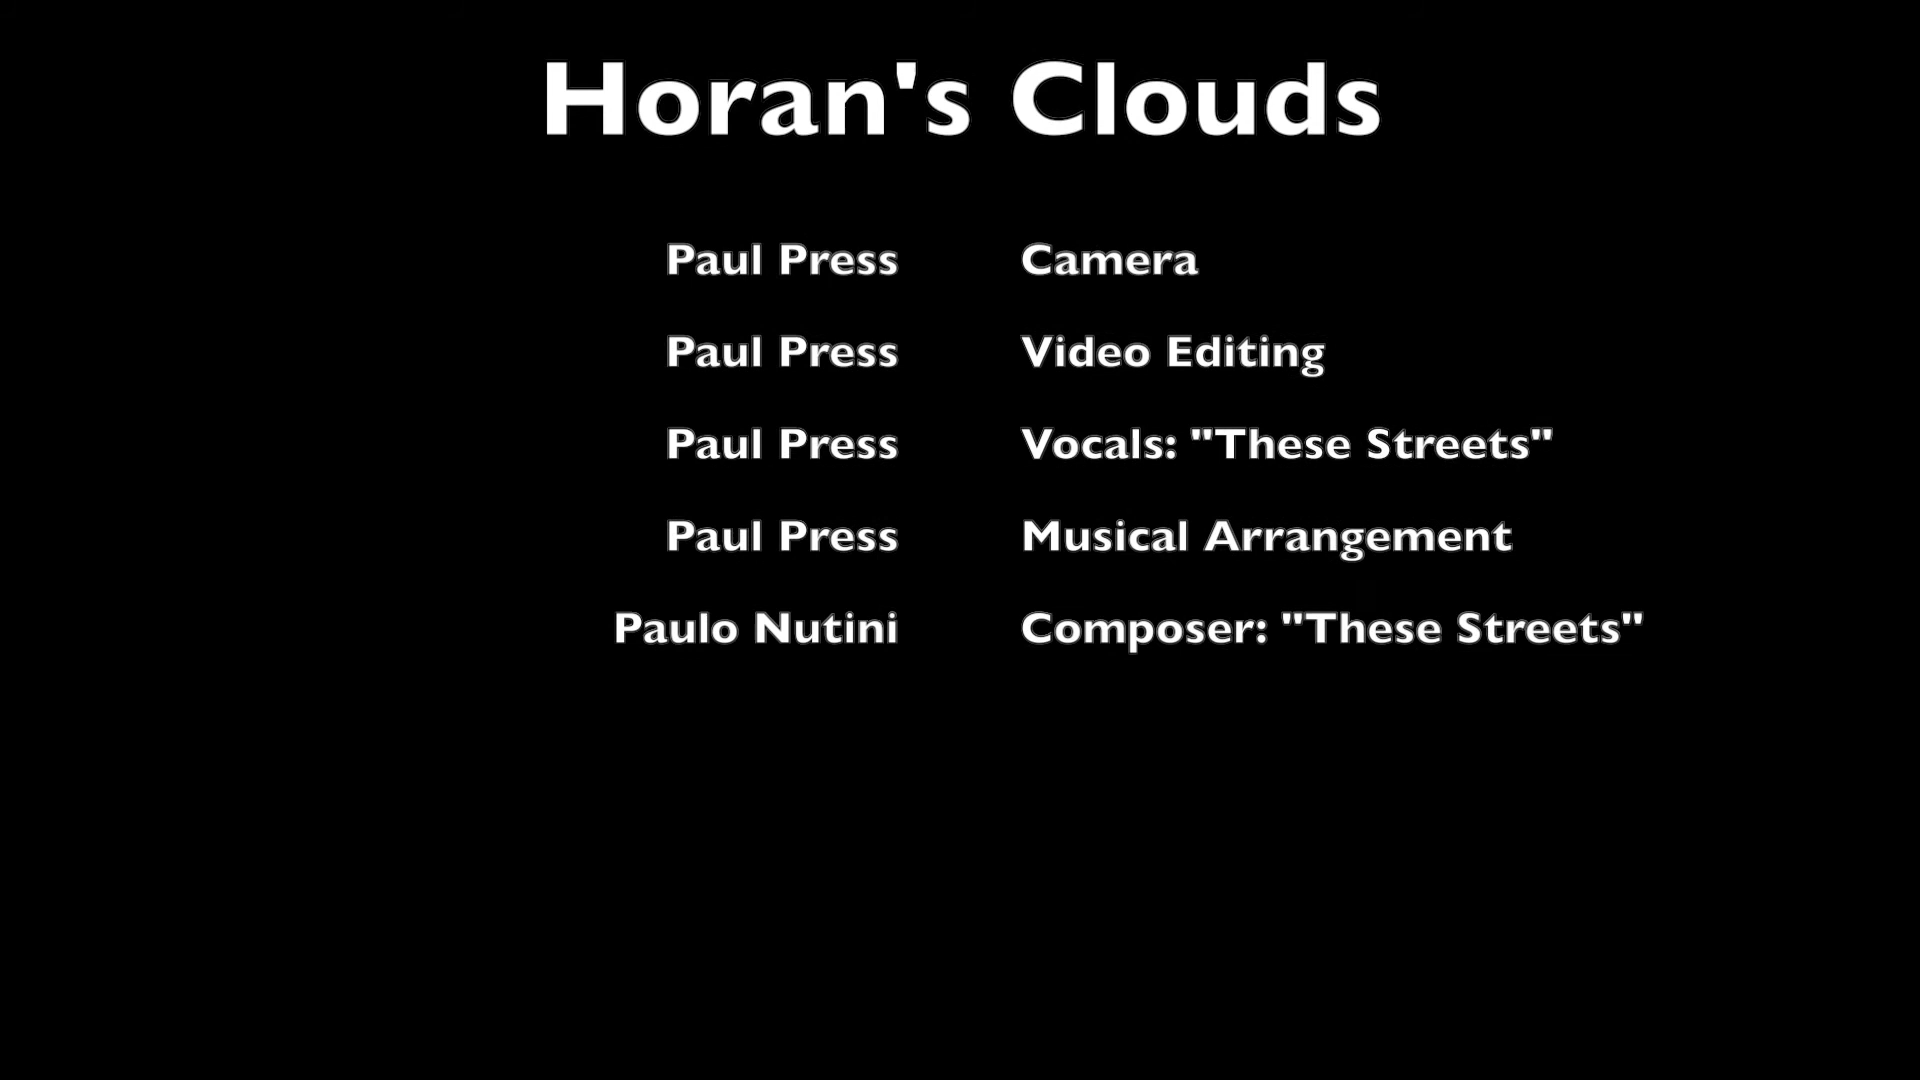 Horan's Clouds
Paul Press Camera
Paul Press Video Editing
Paul Press Vocals: "These Streets"
Paul Press Musical Arrangement
Paulo Nutini Composer: "These Streets"